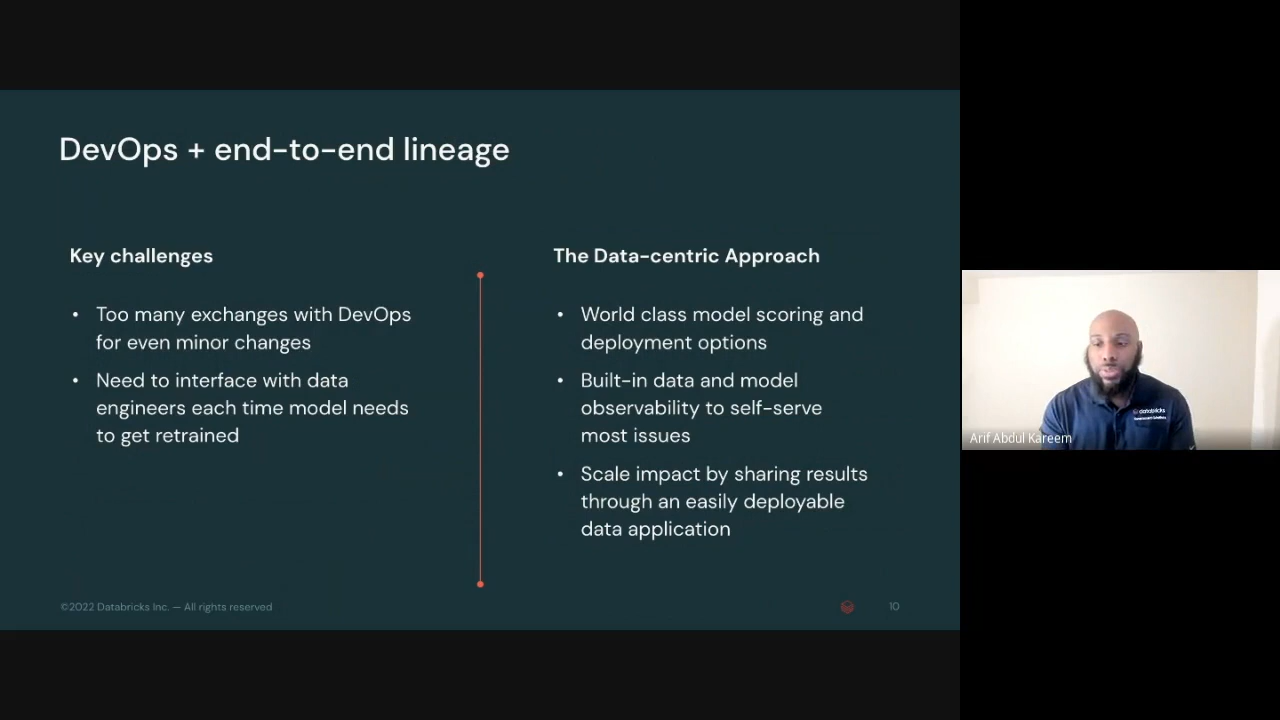 DevOps + end-to-end lineage
Key challenges
• Too many exchanges with DevOps
for even minor changes
• Need to interface with data
engineers each time model needs
to get retrained
The Data-centric Approach
• World class model scoring and
deployment options
• Built-in data and model
observability to self-serve
most issues
• Scale impact by sharing results
through an easily deployable
data application
©2022 Databricks Inc. — All rights reserved
10
databricks
Arif Abdul Kareem